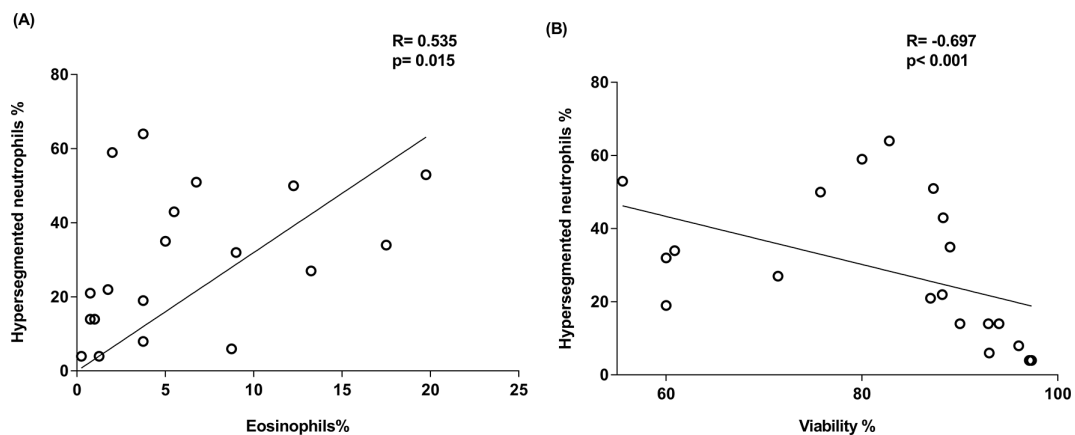 (A)
R= 0.535
p= 0.015
Hypersegmented neutrophils %
80
60
40
20
0
0 5 10 15 20 25
Eosinophils%
(B)
R= -0.697
p< 0.001
Hypersegmented neutrophils %
80
60
40
20
0
60 80 100
Viability %